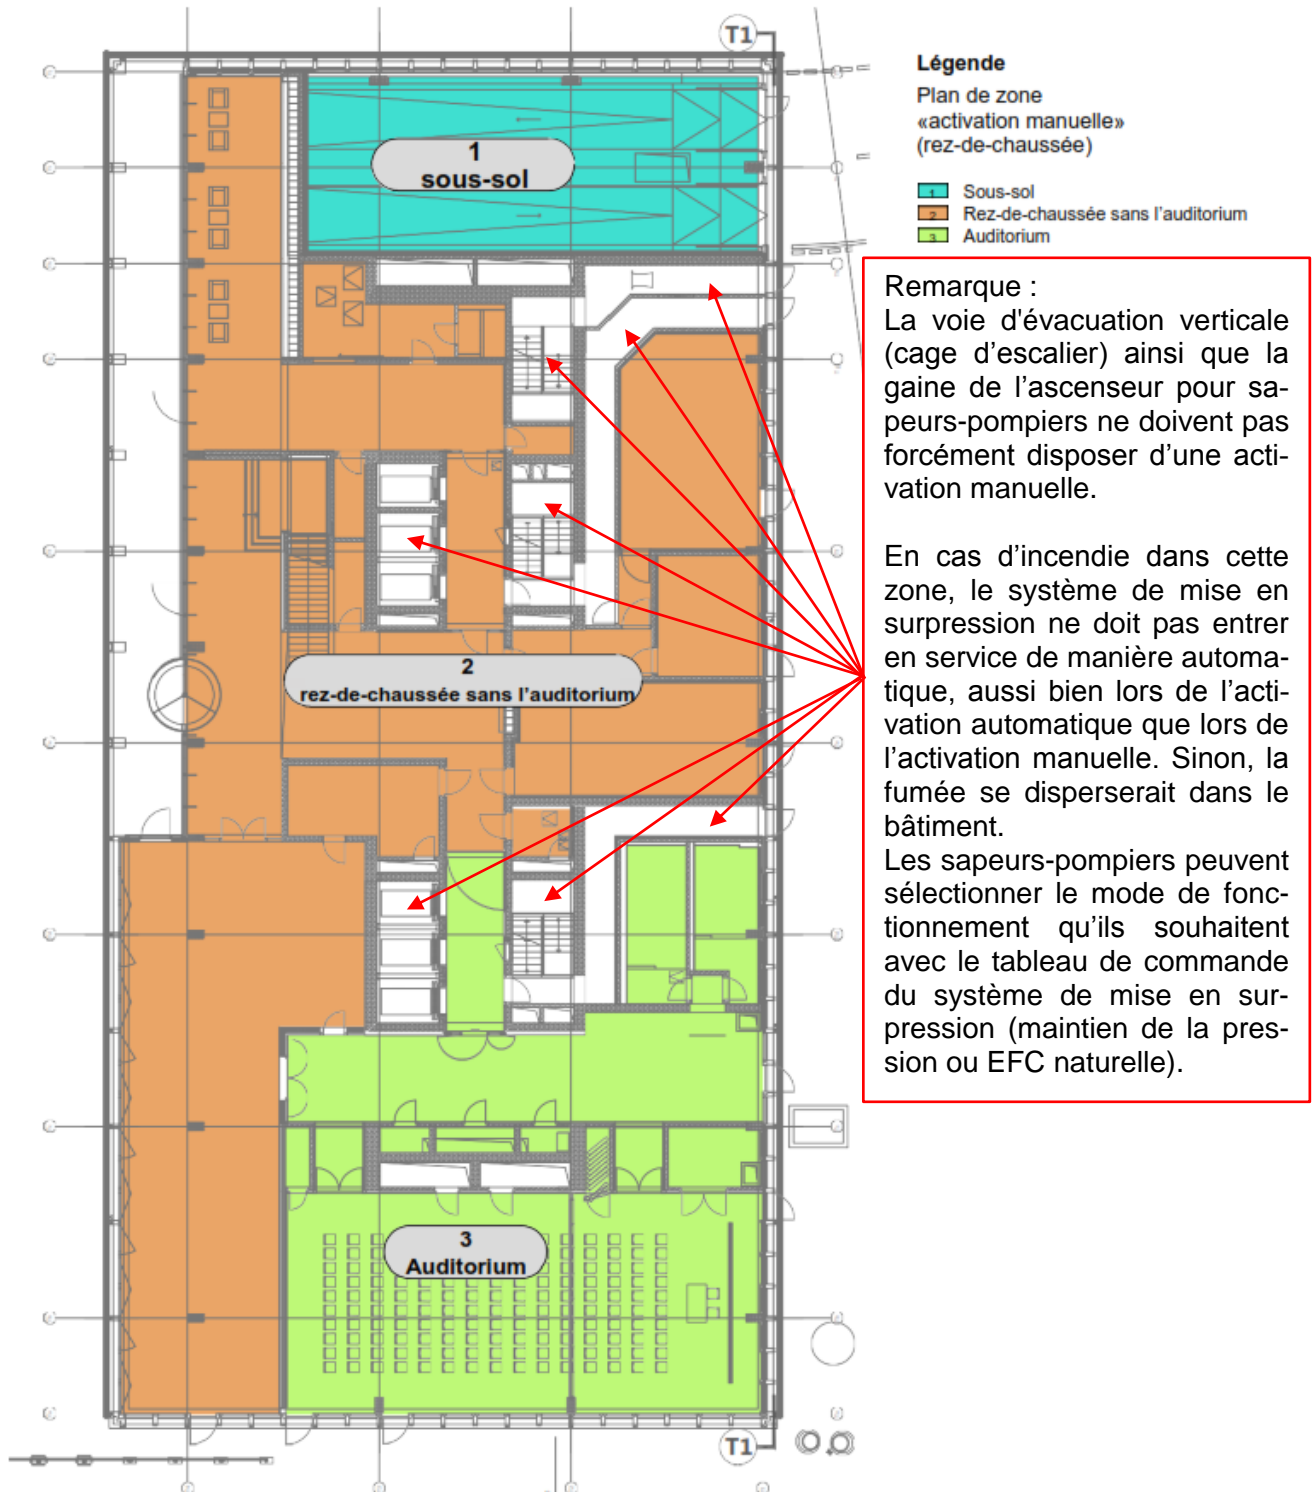 T1
Légende
Plan de zone
«activation manuelle»
(rez-de-chaussée)
1 Sous-sol
2 Rez-de-chaussée sans l'auditorium
3 Auditorium
1
sous-sol
Remarque :
La voie d'évacuation verticale
(cage d'escalier) ainsi que la
gaine de l'ascenseur pour sa-
peurs-pompiers ne doivent pas
forcément disposer d'une acti-
vation manuelle.
En cas d'incendie dans cette
zone, le système de mise en
surpression ne doit pas entrer
en service de manière automa-
tique, aussi bien lors de l'acti-
vation automatique que lors de
l'activation manuelle. Sinon, la
fumée se disperserait dans le
bâtiment.
Les sapeurs-pompiers peuvent
sélectionner le mode de fonc-
tionnement qu'ils souhaitent
avec le tableau de commande
du système de mise en sur-
pression (maintien de la pres-
sion ou EFC naturelle).
2
rez-de-chaussée sans l'auditorium
3
Auditorium
T1